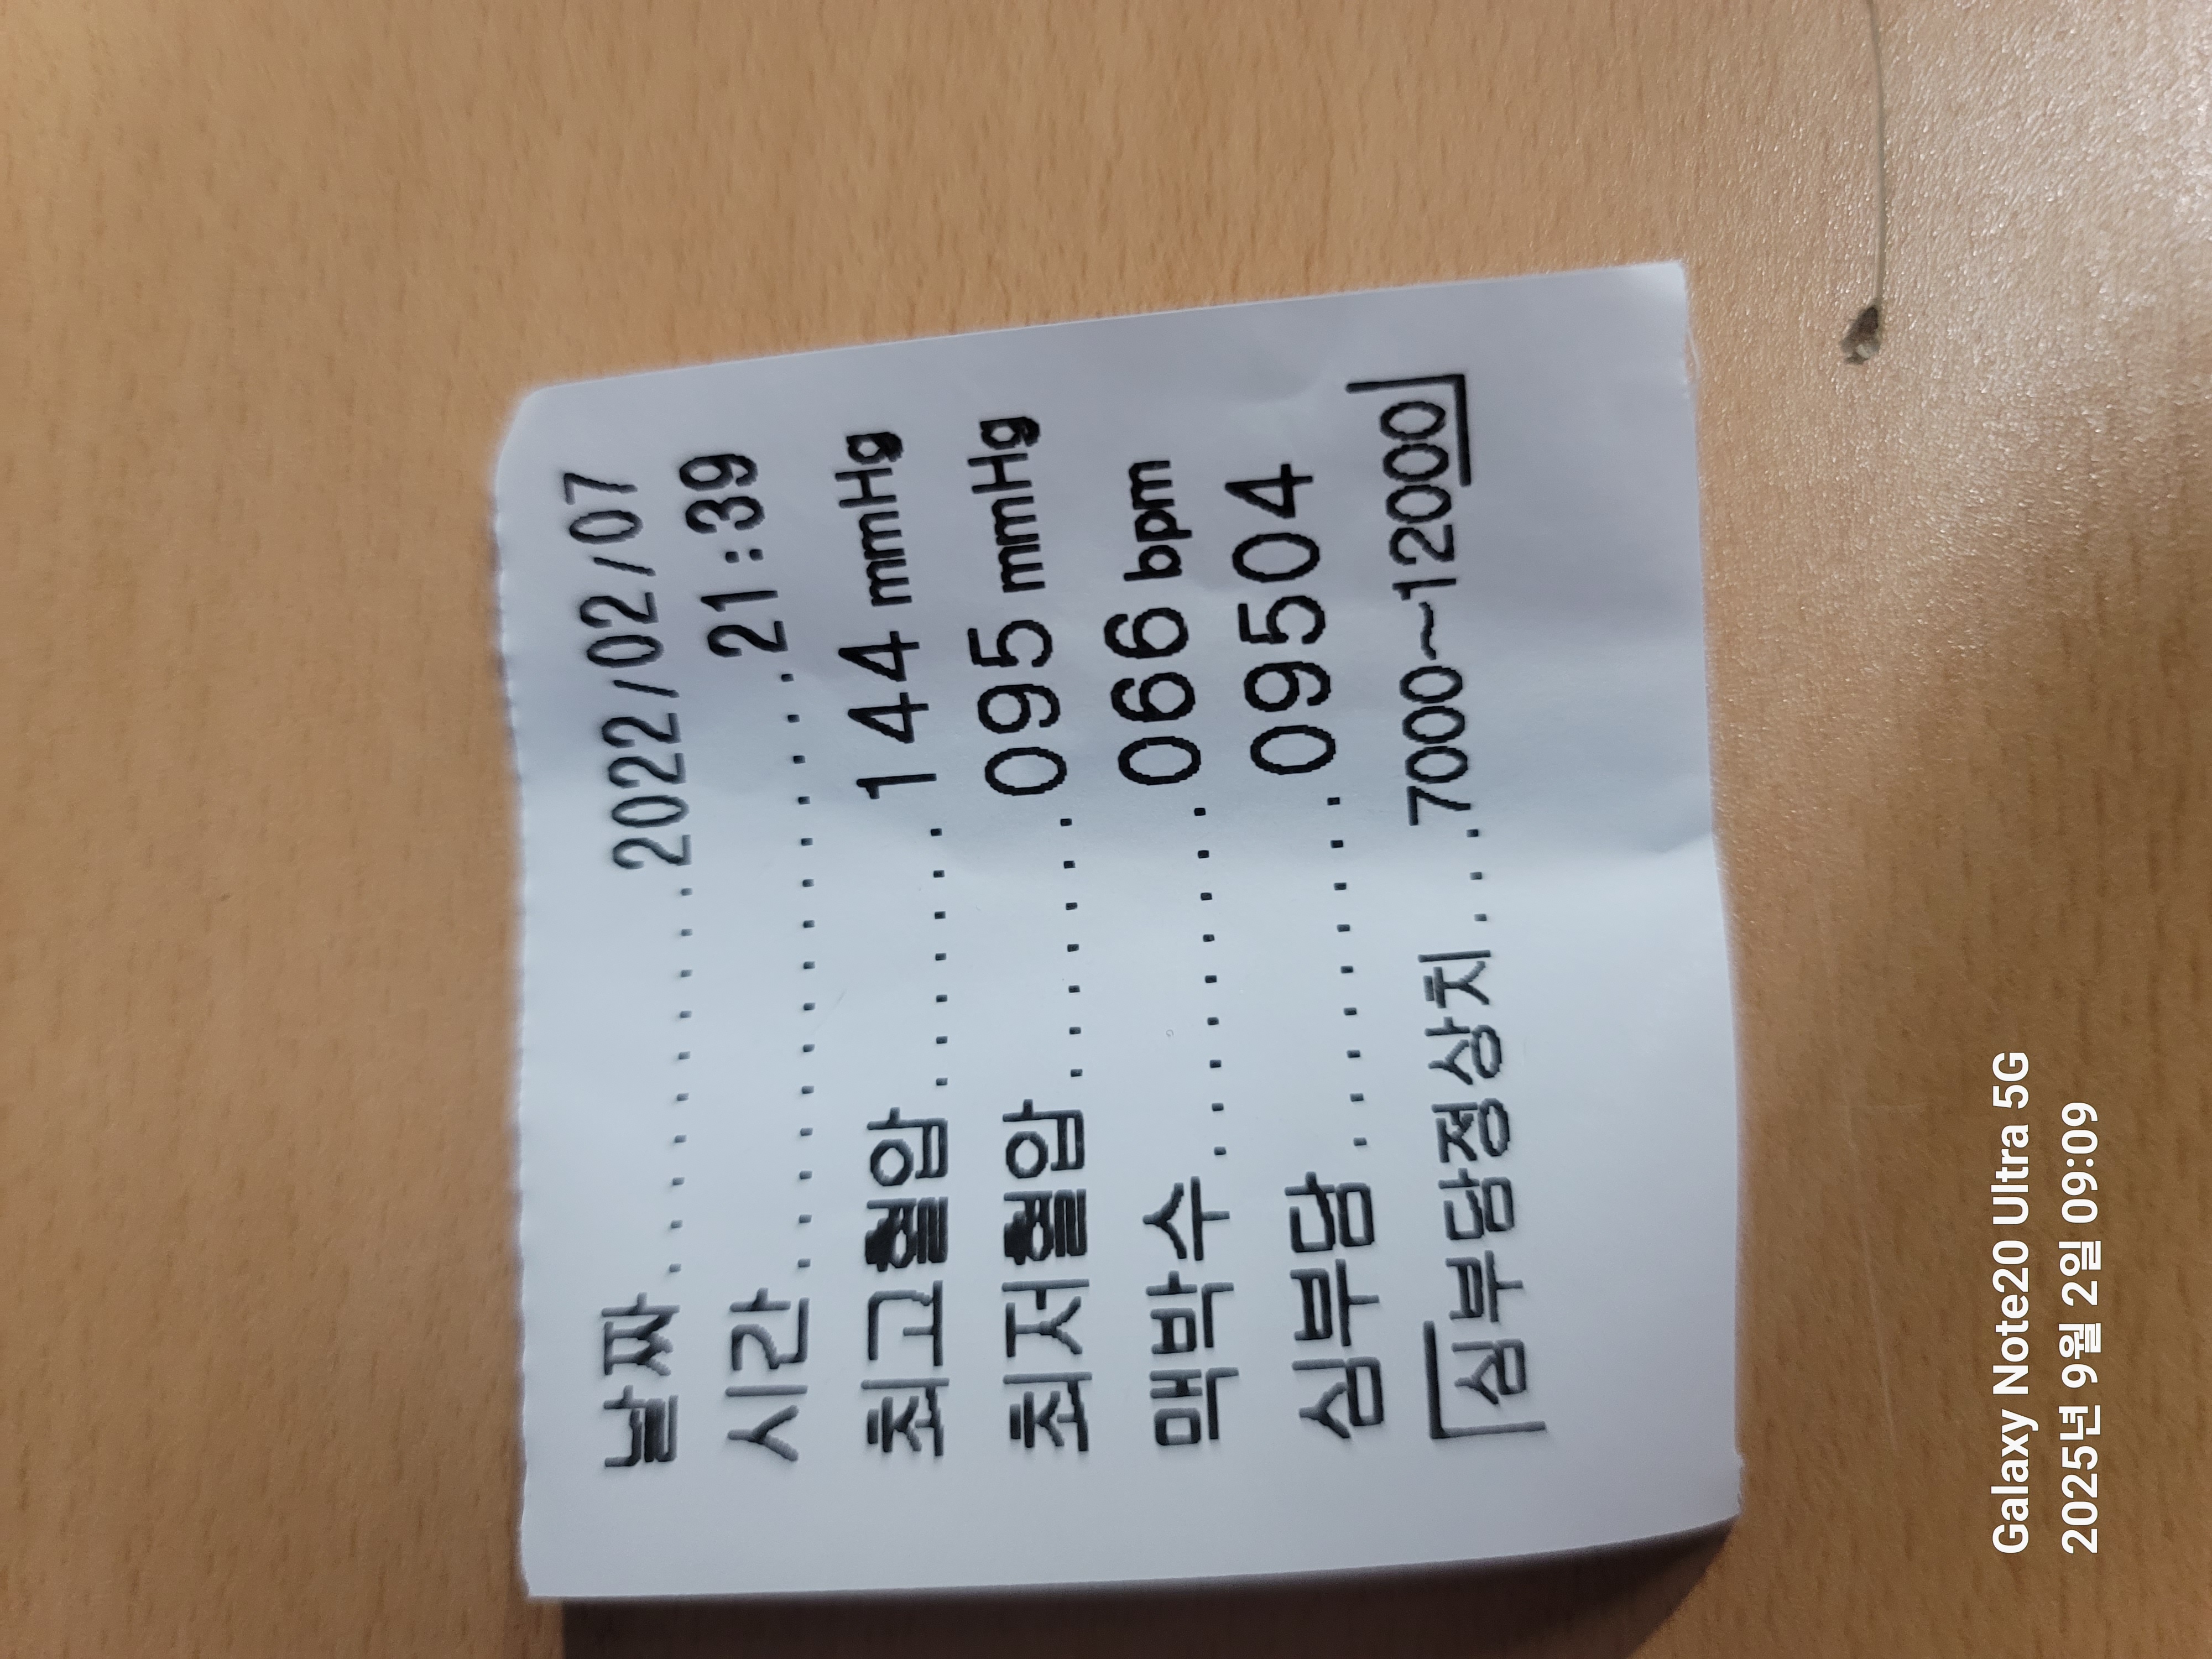 날짜..........2022/02/07
시간...............21:39
최고혈압.......144 mmHg
최저혈압.......095 mmHg
맥박수.........066 bpm
심부담.........09504
심부담정상치...7000~12000
Galaxy Note20 Ultra 5G
2025년 9월 2일 09:09